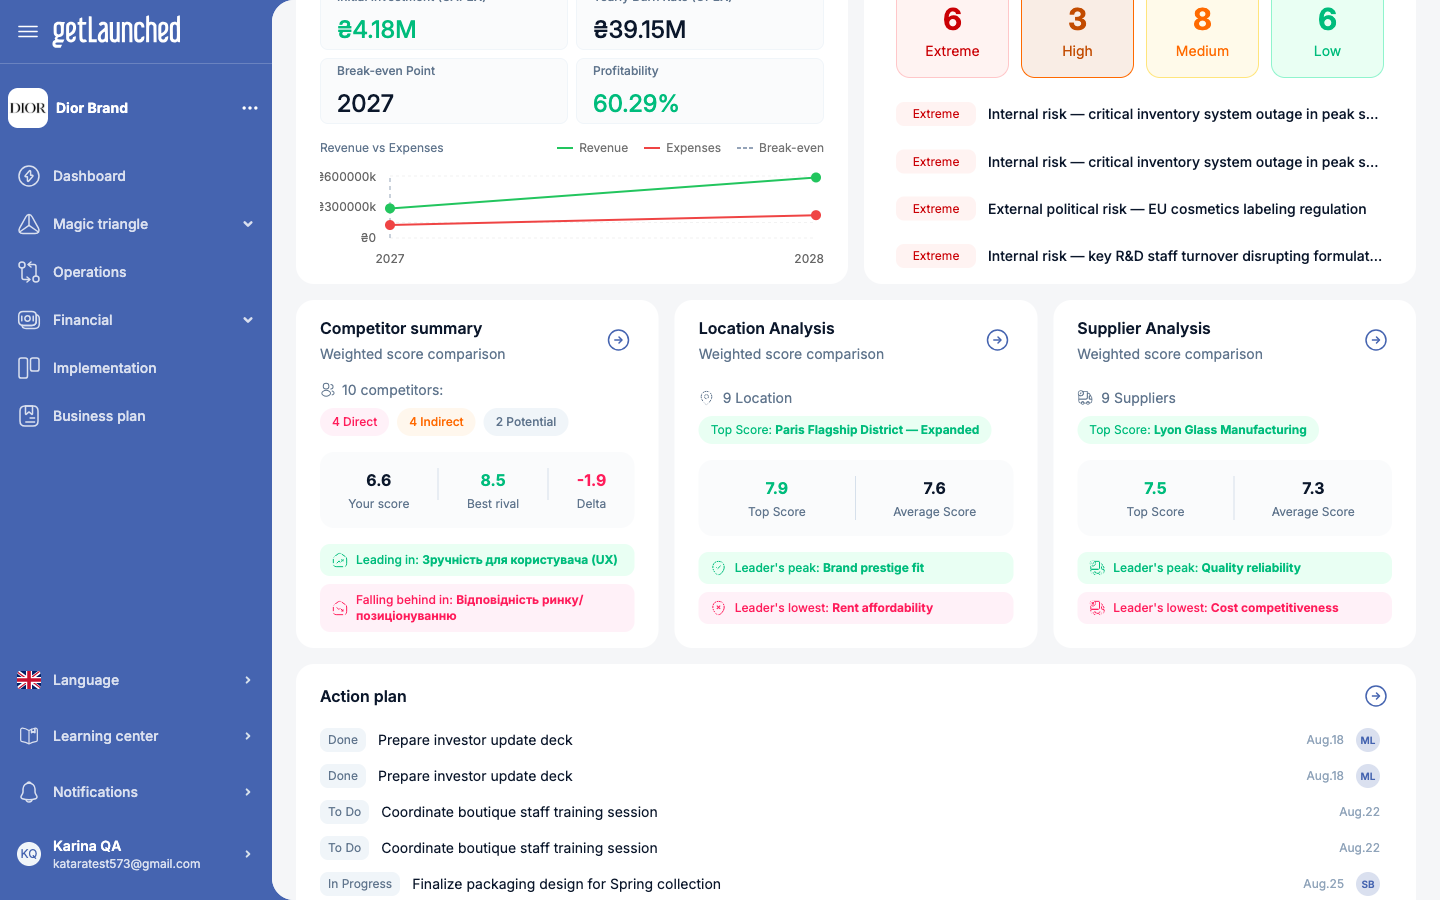 getLaunched
DIOR
Dior Brand
Dashboard
Magic triangle
Operations
Financial
Implementation
Business plan
Language
Learning center
Notifications
KQ
Karina QA
kataratest573@gmail.com
₴4.18M
₴39.15M
Break-even Point
2027
Profitability
60.29%
Revenue vs Expenses
Revenue
Expenses
Break-even
₴600000k
₴300000k
₴0
2027
2028
6
Extreme
3
High
8
Medium
6
Low
Extreme
Internal risk — critical inventory system outage in peak s...
Extreme
Internal risk — critical inventory system outage in peak s...
Extreme
External political risk — EU cosmetics labeling regulation
Extreme
Internal risk — key R&D staff turnover disrupting formulat...
Competitor summary
Weighted score comparison
10 competitors:
4 Direct
4 Indirect
2 Potential
6.6
Your score
8.5
Best rival
-1.9
Delta
Leading in: Зручність для користувача (UX)
Falling behind in: Відповідність ринку/
позиціонуванню
Location Analysis
Weighted score comparison
9 Location
Top Score: Paris Flagship District — Expanded
7.9
Top Score
7.6
Average Score
Leader's peak: Brand prestige fit
Leader's lowest: Rent affordability
Supplier Analysis
Weighted score comparison
9 Suppliers
Top Score: Lyon Glass Manufacturing
7.5
Top Score
7.3
Average Score
Leader's peak: Quality reliability
Leader's lowest: Cost competitiveness
Action plan
Done
Prepare investor update deck
Aug.18
ML
Done
Prepare investor update deck
Aug.18
ML
To Do
Coordinate boutique staff training session
Aug.22
To Do
Coordinate boutique staff training session
Aug.22
In Progress
Finalize packaging design for Spring collection
Aug.25
SB